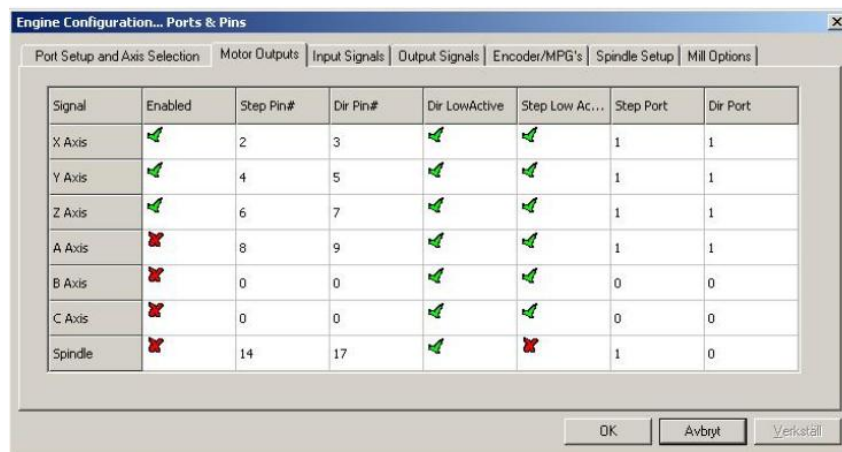 Engine Configuration... Ports & Pins
Port Setup and Axis Selection Motor Outputs Input Signals Output Signals Encoder/MPG's Spindle Setup Mill Options
Signal Enabled Step Pin# Dir Pin# Dir LowActive Step Low Ac... Step Port Dir Port
X Axis 2 3 1 1
Y Axis 4 5 1 1
Z Axis 6 7 1 1
A Axis 8 9 1 1
B Axis 0 0 0 0
C Axis 0 0 0 0
Spindle 14 17 1 0
OK Avbryt Verkställ